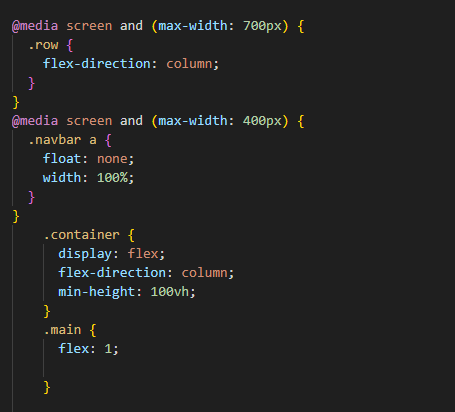 @media screen and (max-width: 700px) {
  .row {
    flex-direction: column;
  }
}
@media screen and (max-width: 400px) {
  .navbar a {
    float: none;
    width: 100%;
  }
}
    .container {
      display: flex;
      flex-direction: column;
      min-height: 100vh;
    }
    .main {
      flex: 1;

    }